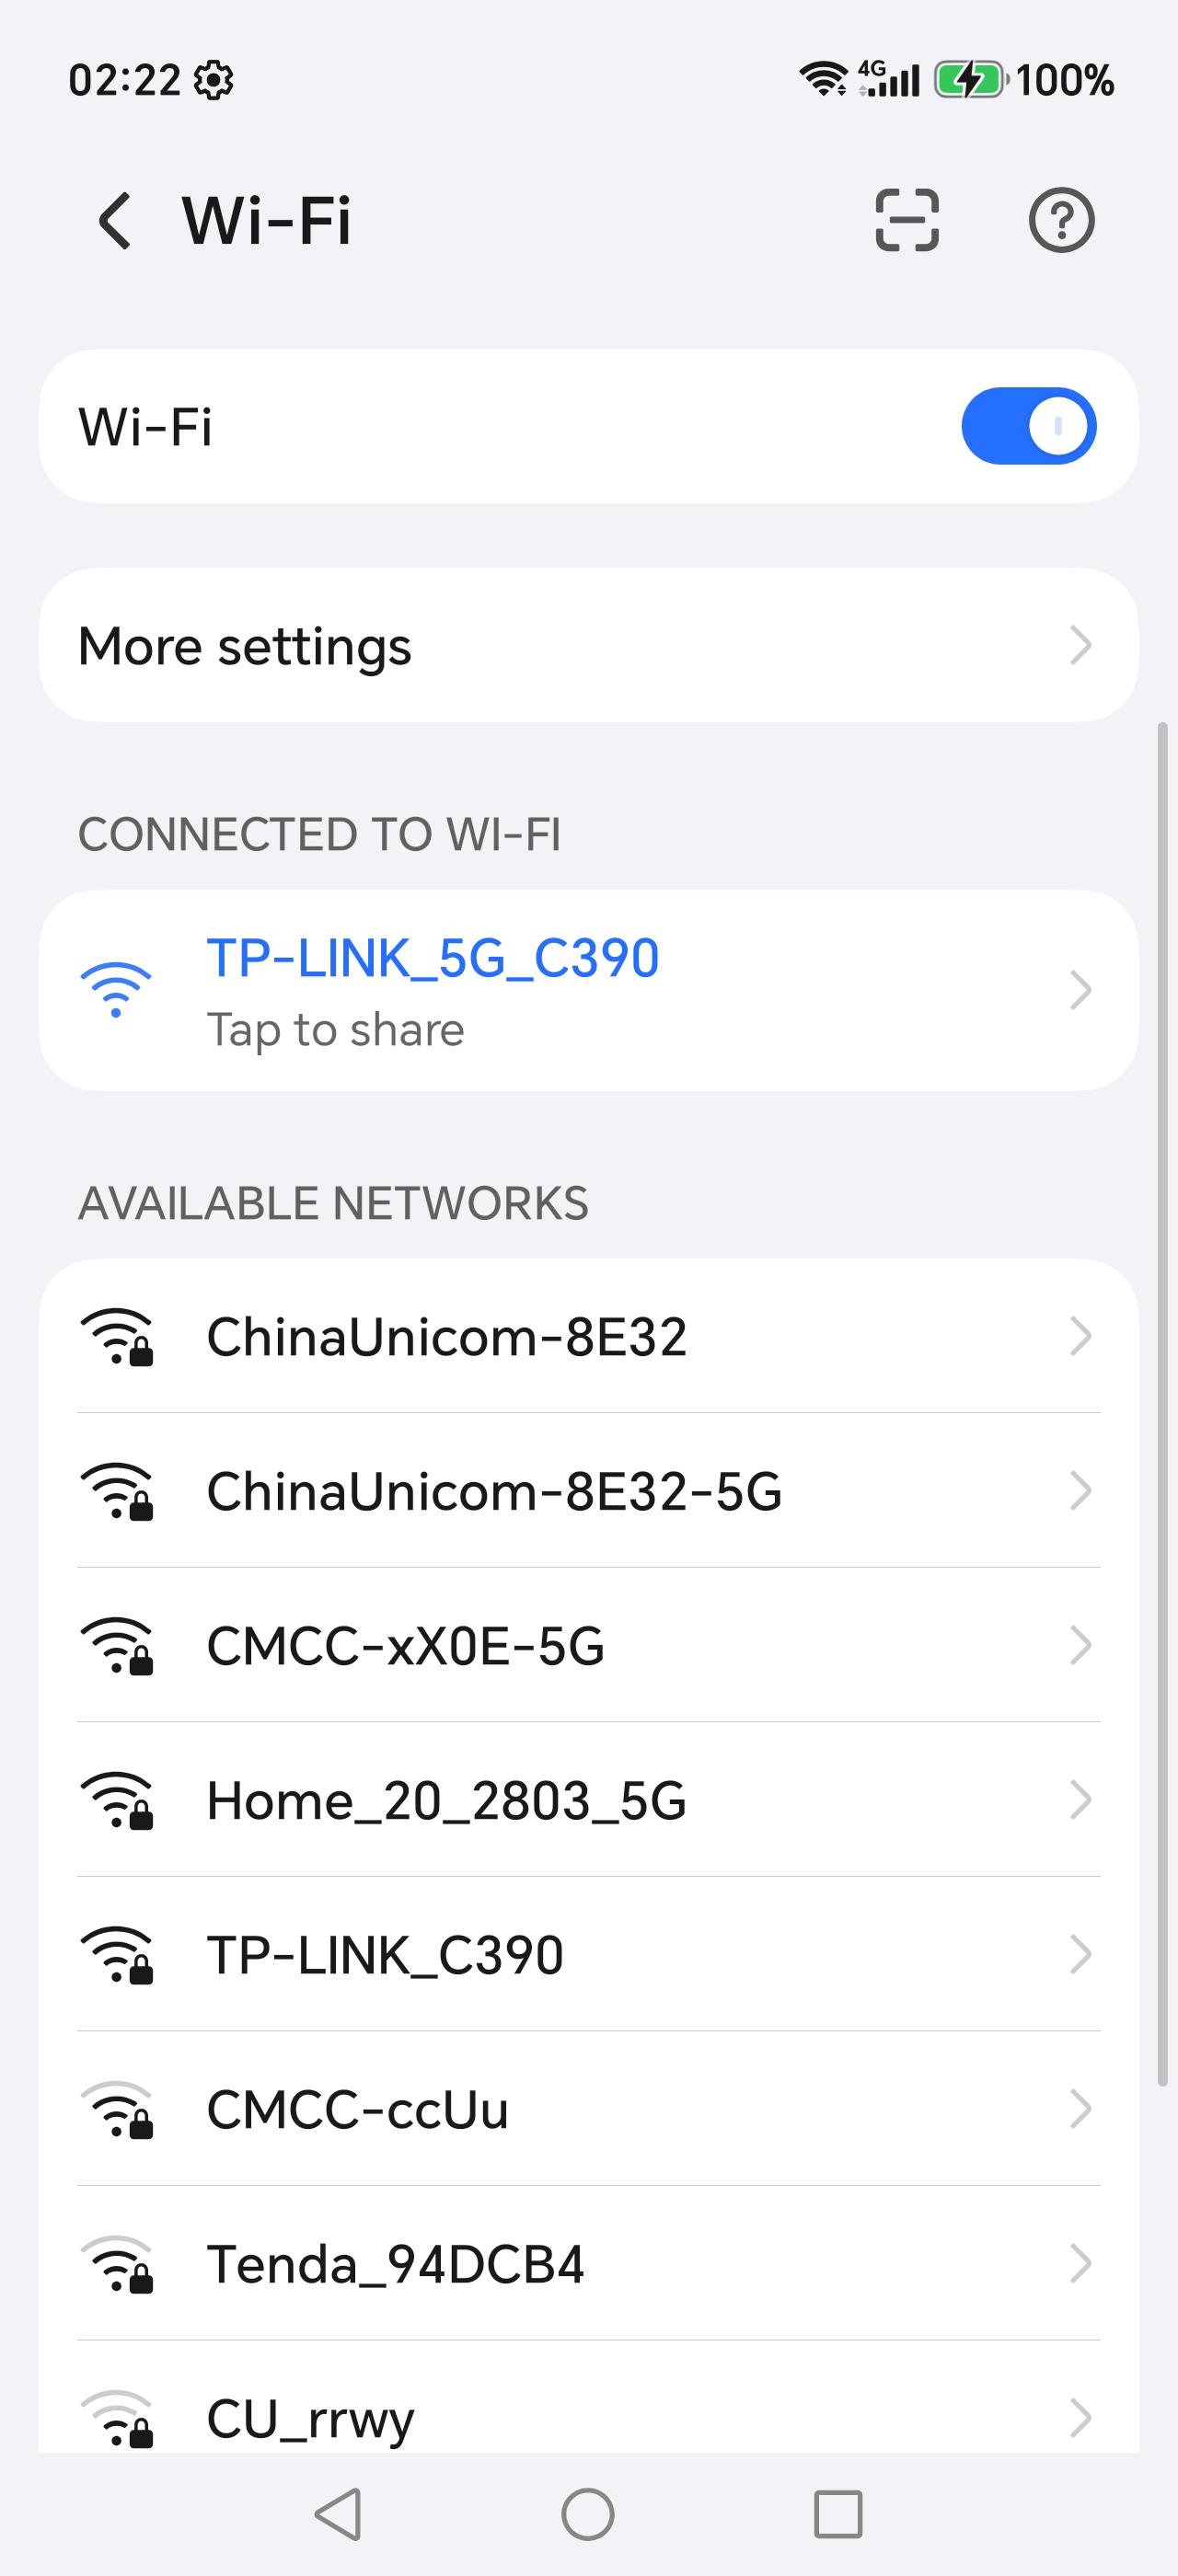 02:22
4G
100%
Wi-Fi
Wi-Fi
More settings
CONNECTED TO WI-FI
TP-LINK_5G_C390
Tap to share
AVAILABLE NETWORKS
ChinaUnicom-8E32
ChinaUnicom-8E32-5G
CMCC-xX0E-5G
Home_20_2803_5G
TP-LINK_C390
CMCC-ccUu
Tenda_94DCB4
CU_rrwy